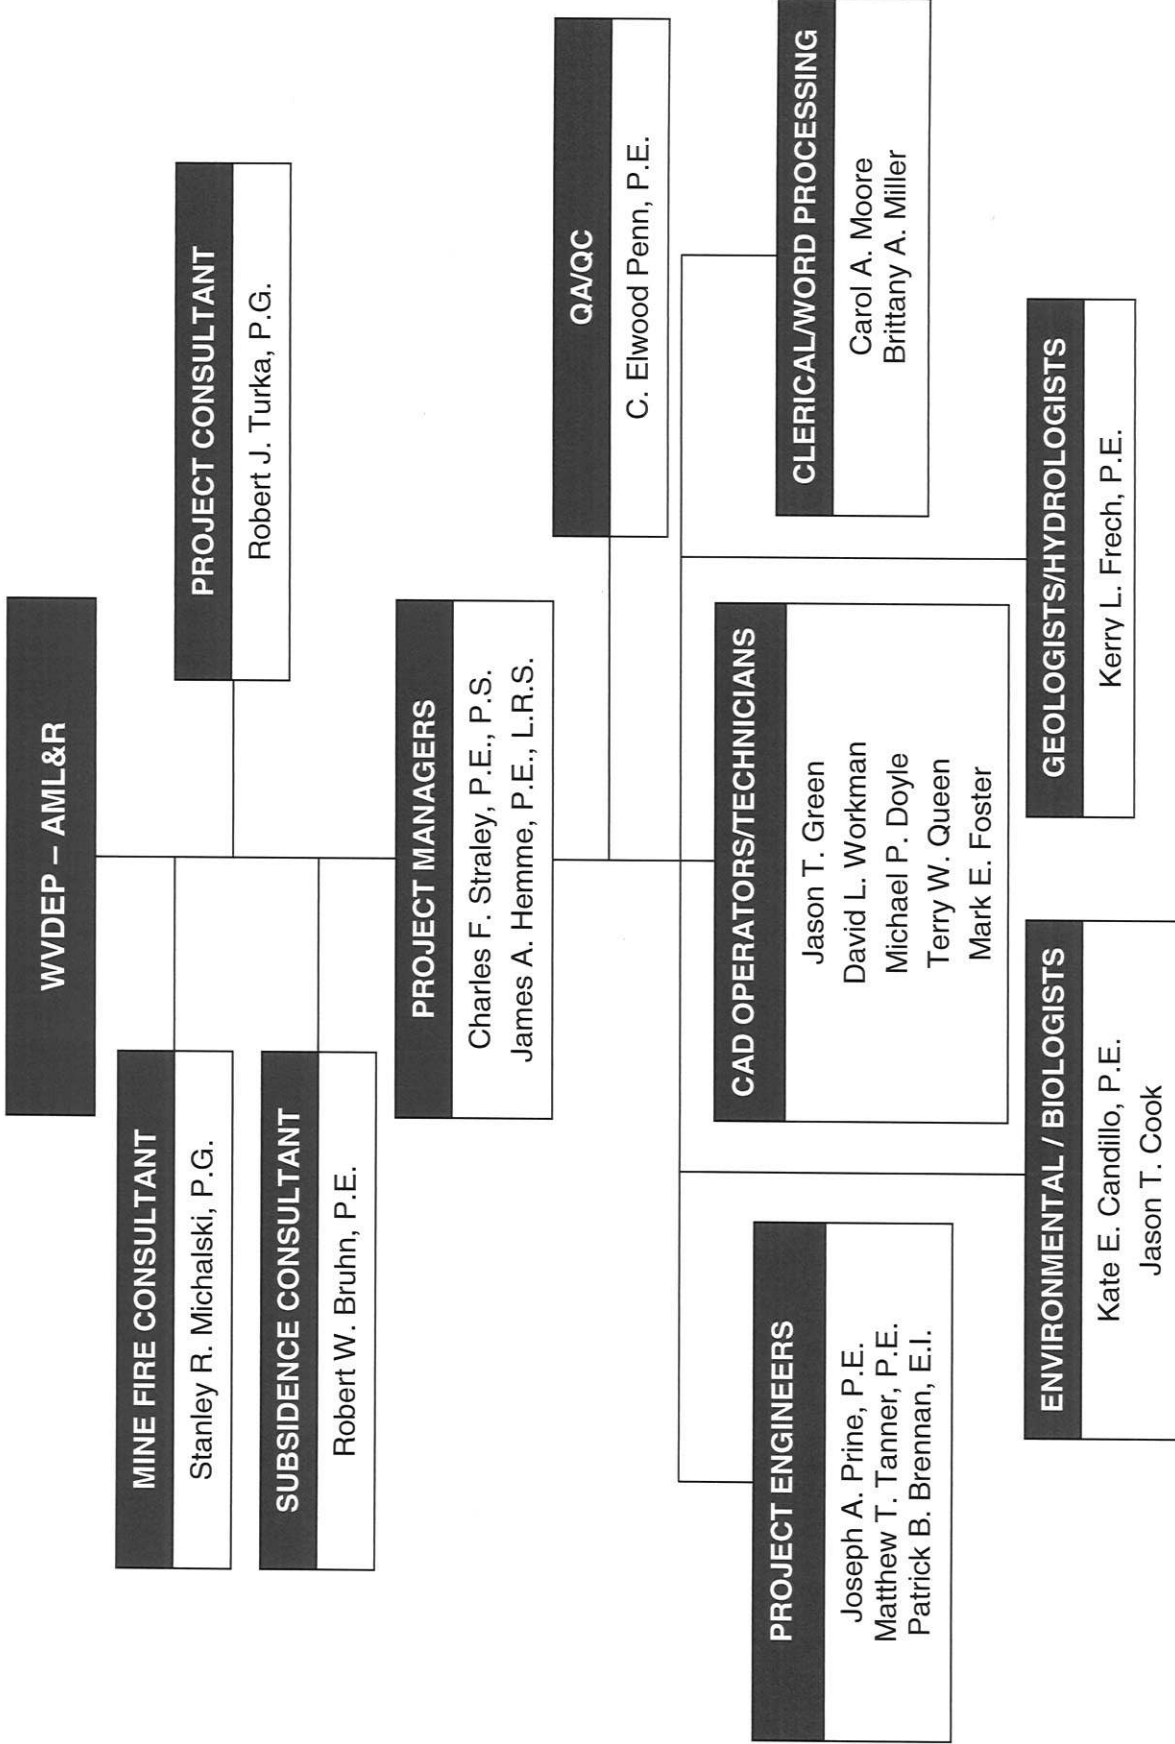 WVDEP – AML&R
MINE FIRE CONSULTANT
Stanley R. Michalski, P.G.
PROJECT CONSULTANT
Robert J. Turka, P.G.
SUBSIDENCE CONSULTANT
Robert W. Bruhn, P.E.
PROJECT MANAGERS
Charles F. Straley, P.E., P.S.
James A. Hemme, P.E., L.R.S.
QA/QC
C. Elwood Penn, P.E.
PROJECT ENGINEERS
Joseph A. Prine, P.E.
Matthew T. Tanner, P.E.
Patrick B. Brennan, E.I.
CAD OPERATORS/TECHNICIANS
Jason T. Green
David L. Workman
Michael P. Doyle
Terry W. Queen
Mark E. Foster
CLERICAL/WORD PROCESSING
Carol A. Moore
Brittany A. Miller
ENVIRONMENTAL / BIOLOGISTS
Kate E. Candillo, P.E.
Jason T. Cook
GEOLOGISTS/HYDROLOGISTS
Kerry L. Frech, P.E.